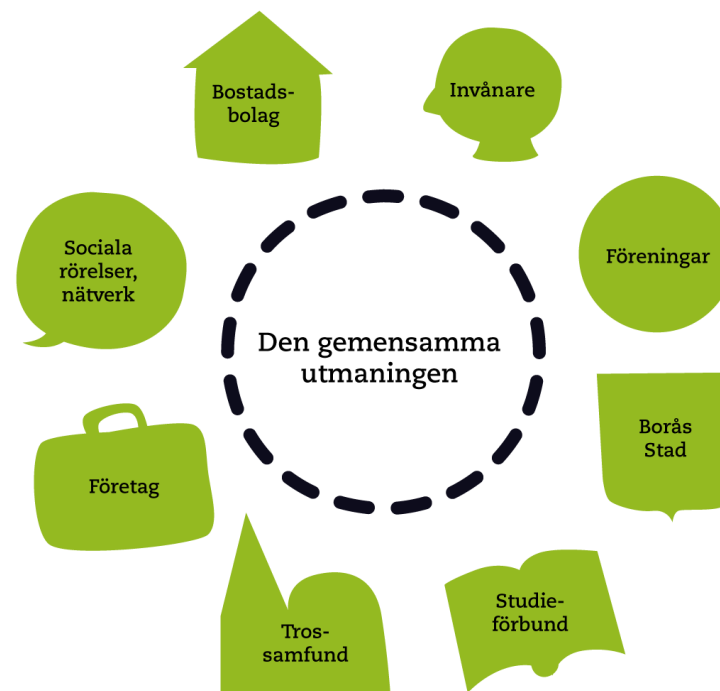 Bostads-
bolag
Invånare
Sociala
rörelser,
nätverk
Föreningar
Den gemensamma
utmaningen
Borås
Stad
Företag
Studie-
förbund
Tros-
samfund